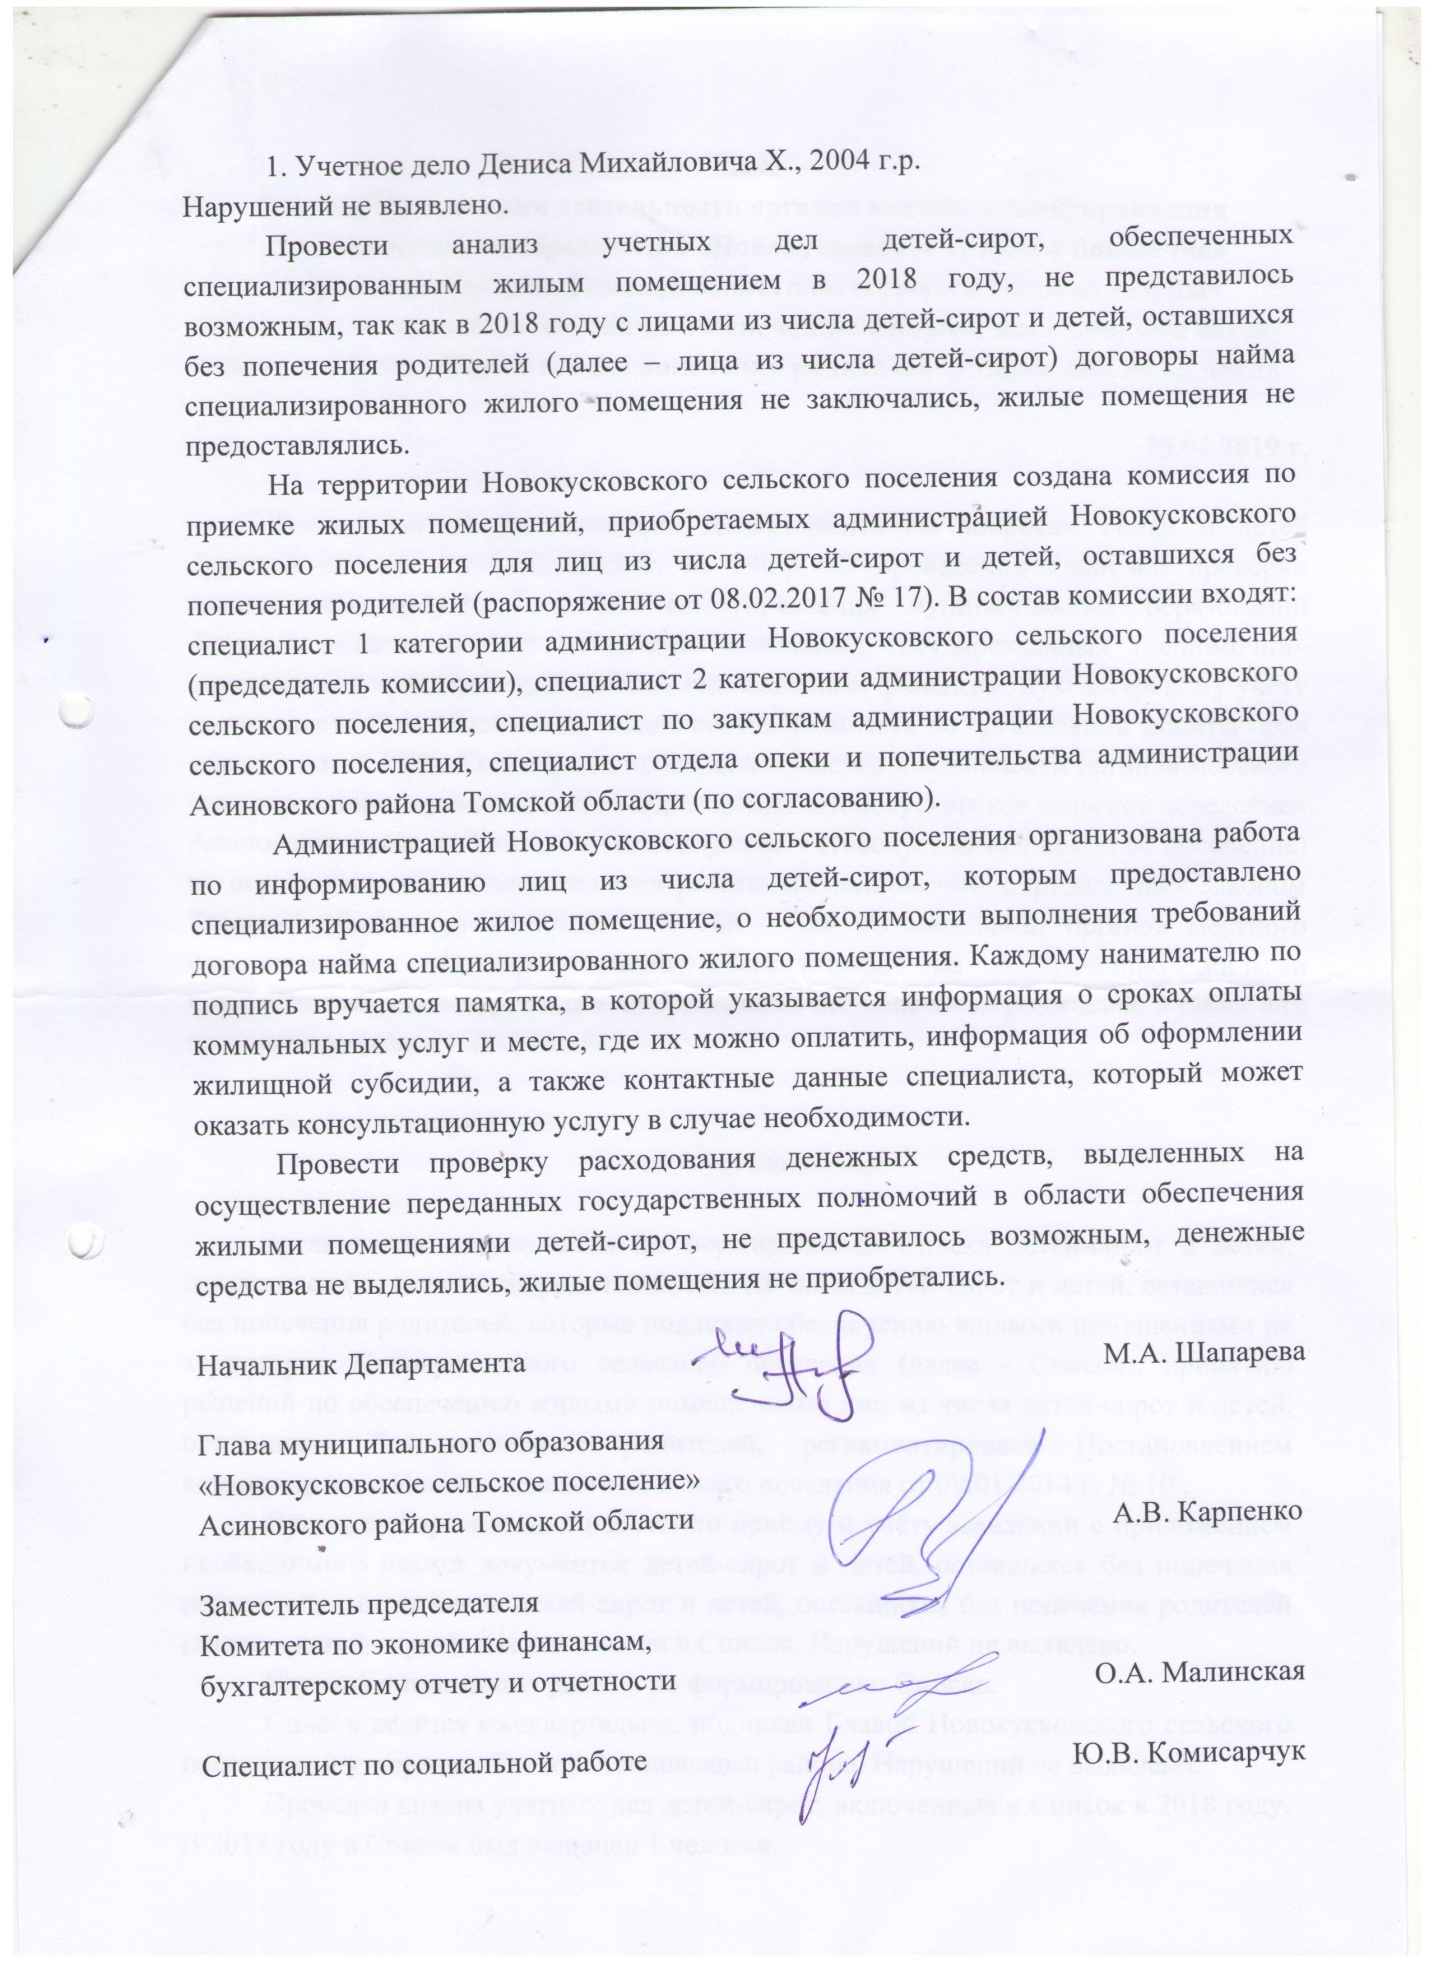 1. Учетное дело Дениса Михайловича Х., 2004 г.р.
Нарушений не выявлено.
Провести анализ учетных дел детей-сирот, обеспеченных
специализированным жилым помещением в 2018 году, не представилось
возможным, так как в 2018 году с лицами из числа детей-сирот и детей, оставшихся
без попечения родителей (далее – лица из числа детей-сирот) договоры найма
специализированного жилого помещения не заключались, жилые помещения не
предоставлялись.
На территории Новокусковского сельского поселения создана комиссия по
приемке жилых помещений, приобретаемых администрацией Новокусковского
сельского поселения для лиц из числа детей-сирот и детей, оставшихся без
попечения родителей (распоряжение от 08.02.2017 № 17). В состав комиссии входят:
специалист 1 категории администрации Новокусковского сельского поселения
(председатель комиссии), специалист 2 категории администрации Новокусковского
сельского поселения, специалист по закупкам администрации Новокусковского
сельского поселения, специалист отдела опеки и попечительства администрации
Асиновского района Томской области (по согласованию).
Администрацией Новокусковского сельского поселения организована работа
по информированию лиц из числа детей-сирот, которым предоставлено
специализированное жилое помещение, о необходимости выполнения требований
договора найма специализированного жилого помещения. Каждому нанимателю по
подпись вручается памятка, в которой указывается информация о сроках оплаты
коммунальных услуг и месте, где их можно оплатить, информация об оформлении
жилищной субсидии, а также контактные данные специалиста, который может
оказать консультационную услугу в случае необходимости.
Провести проверку расходования денежных средств, выделенных на
осуществление переданных государственных полномочий в области обеспечения
жилыми помещениями детей-сирот, не представилось возможным, денежные
средства не выделялись, жилые помещения не приобретались.
Начальник Департамента М.А. Шапарева
Глава муниципального образования
«Новокусковское сельское поселение»
Асиновского района Томской области А.В. Карпенко
Заместитель председателя
Комитета по экономике финансам,
бухгалтерскому отчету и отчетности О.А. Малинская
Специалист по социальной работе Ю.В. Комисарчук